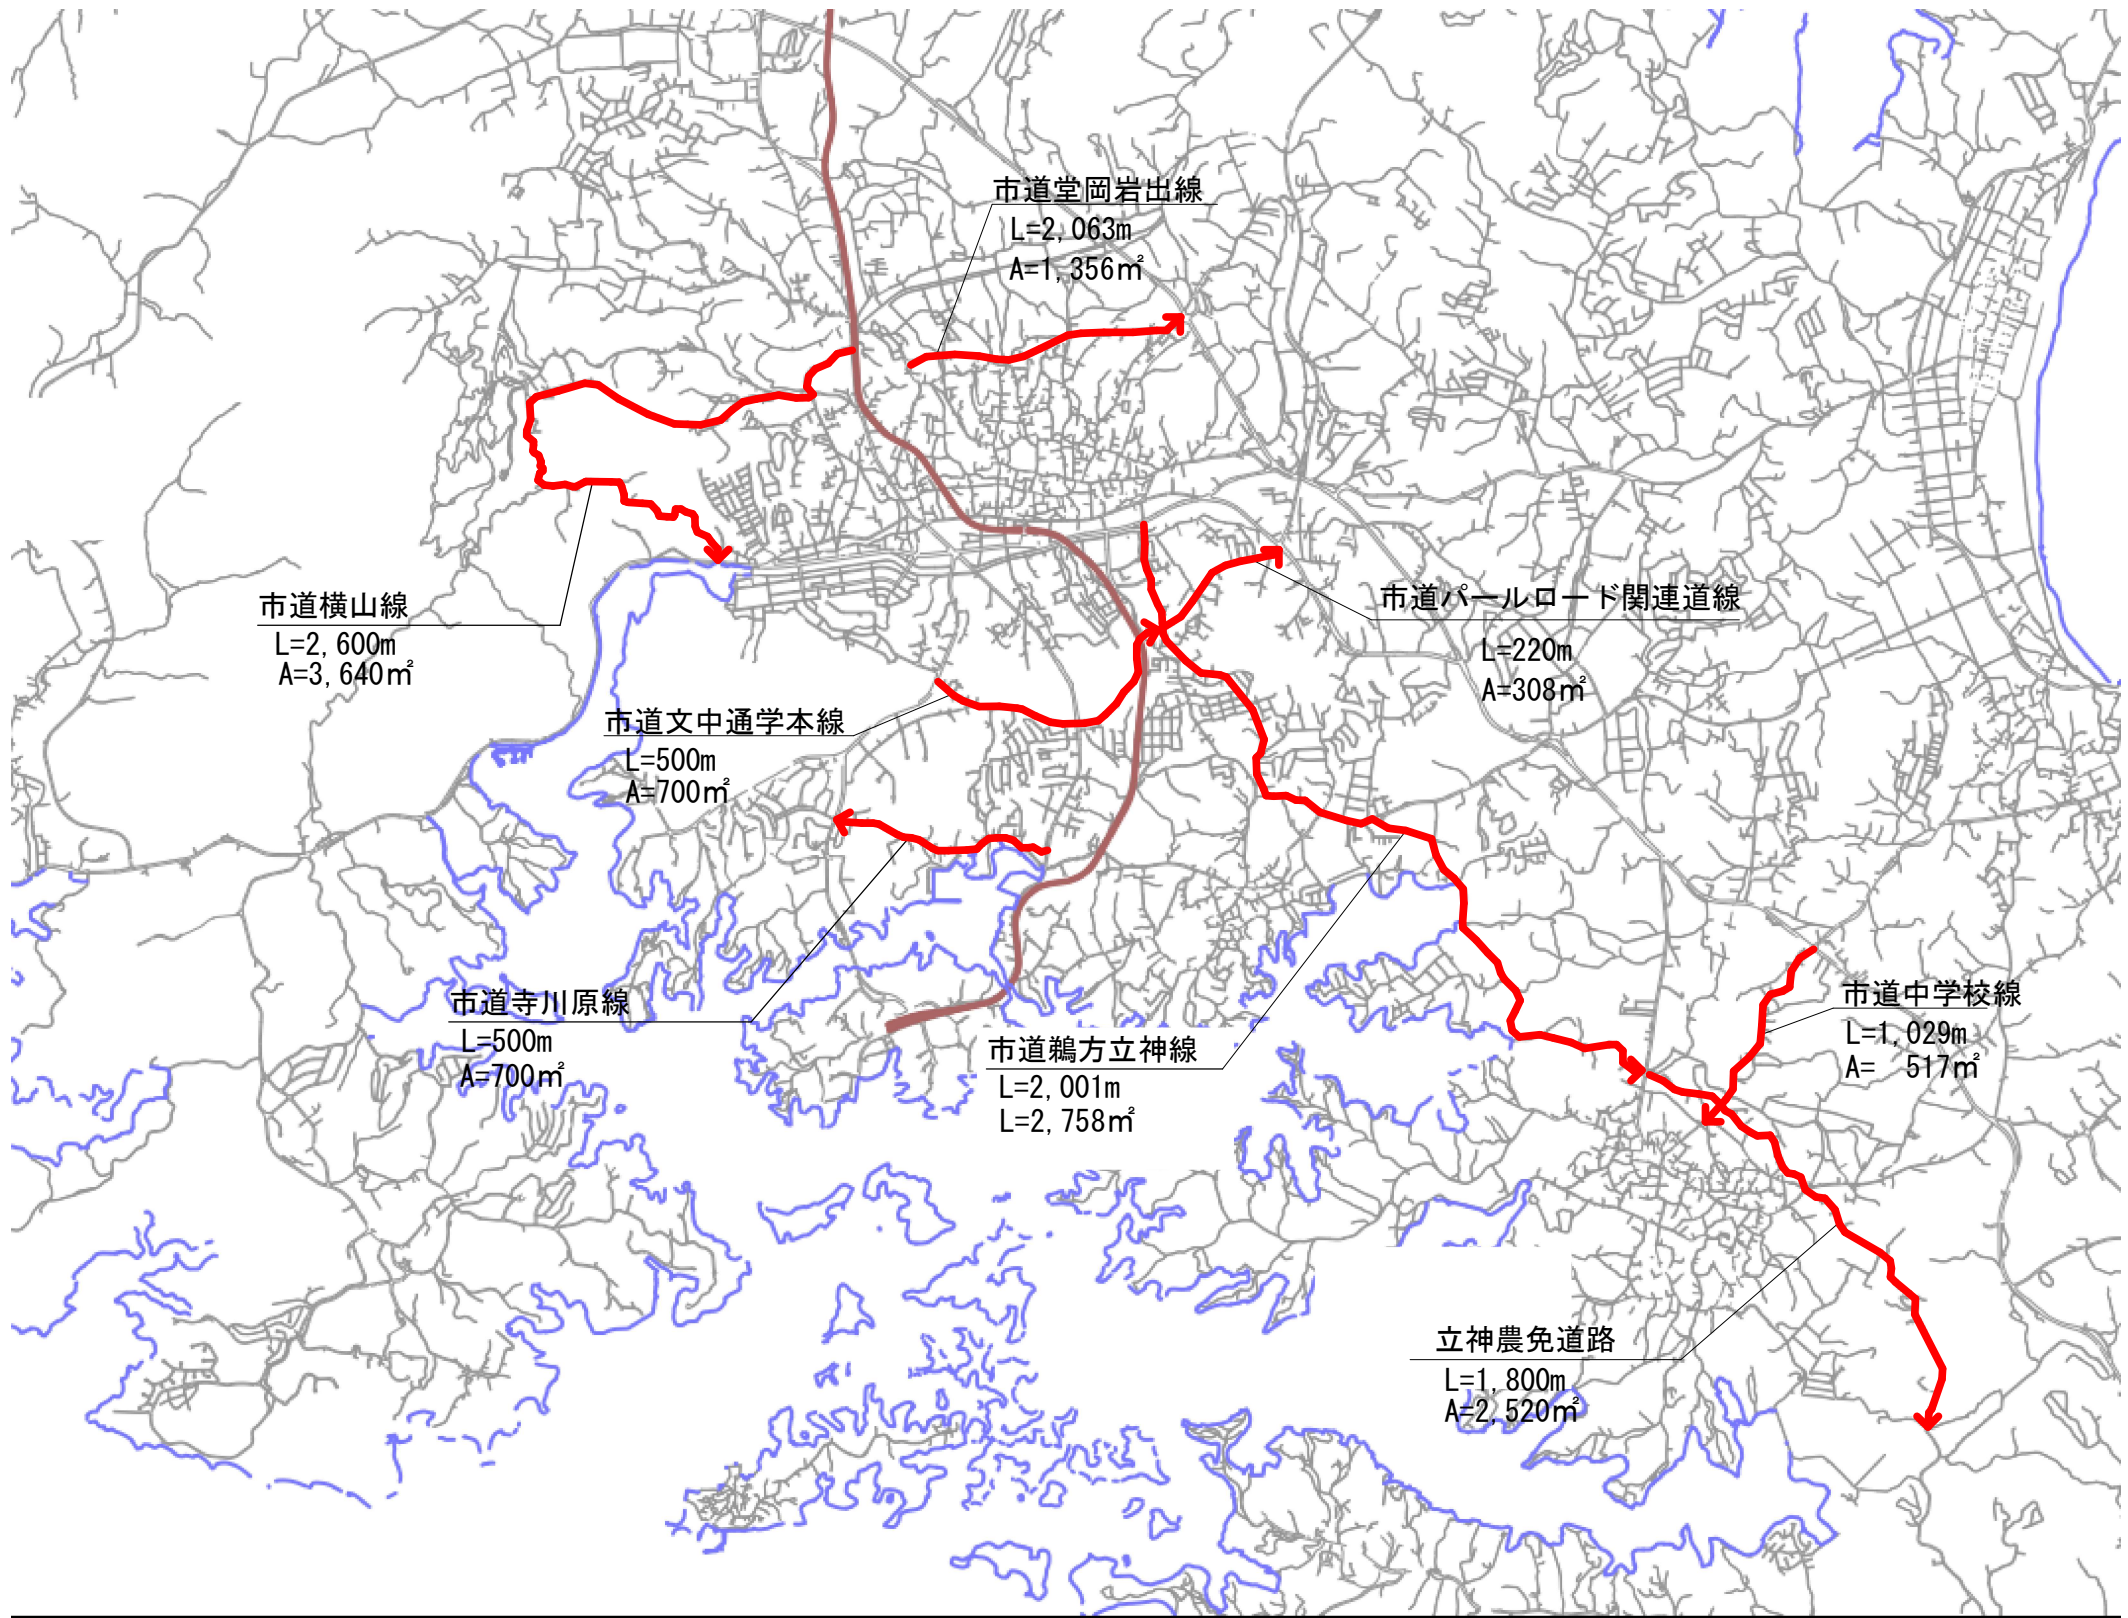 市道堂岡岩出線
L=2,063m
A=1,356㎡
市道横山線
L=2,600m
A=3,640㎡
市道パールロード関連道線
L=220m
A=308㎡
市道文中通学本線
L=500m
A=700㎡
市道寺川原線
L=500m
A=700㎡
市道鵜方立神線
L=2,001m
L=2,758㎡
市道中学校線
L=1,029m
A= 517㎡
立神農免道路
L=1,800m
A=2,520㎡